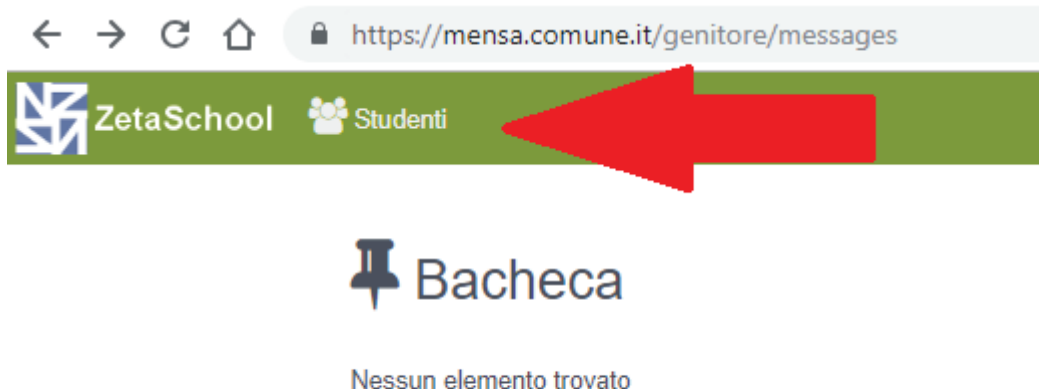 https://mensa.comune.it/genitore/messages
ZetaSchool Studenti
Bacheca
Nessun elemento trovato